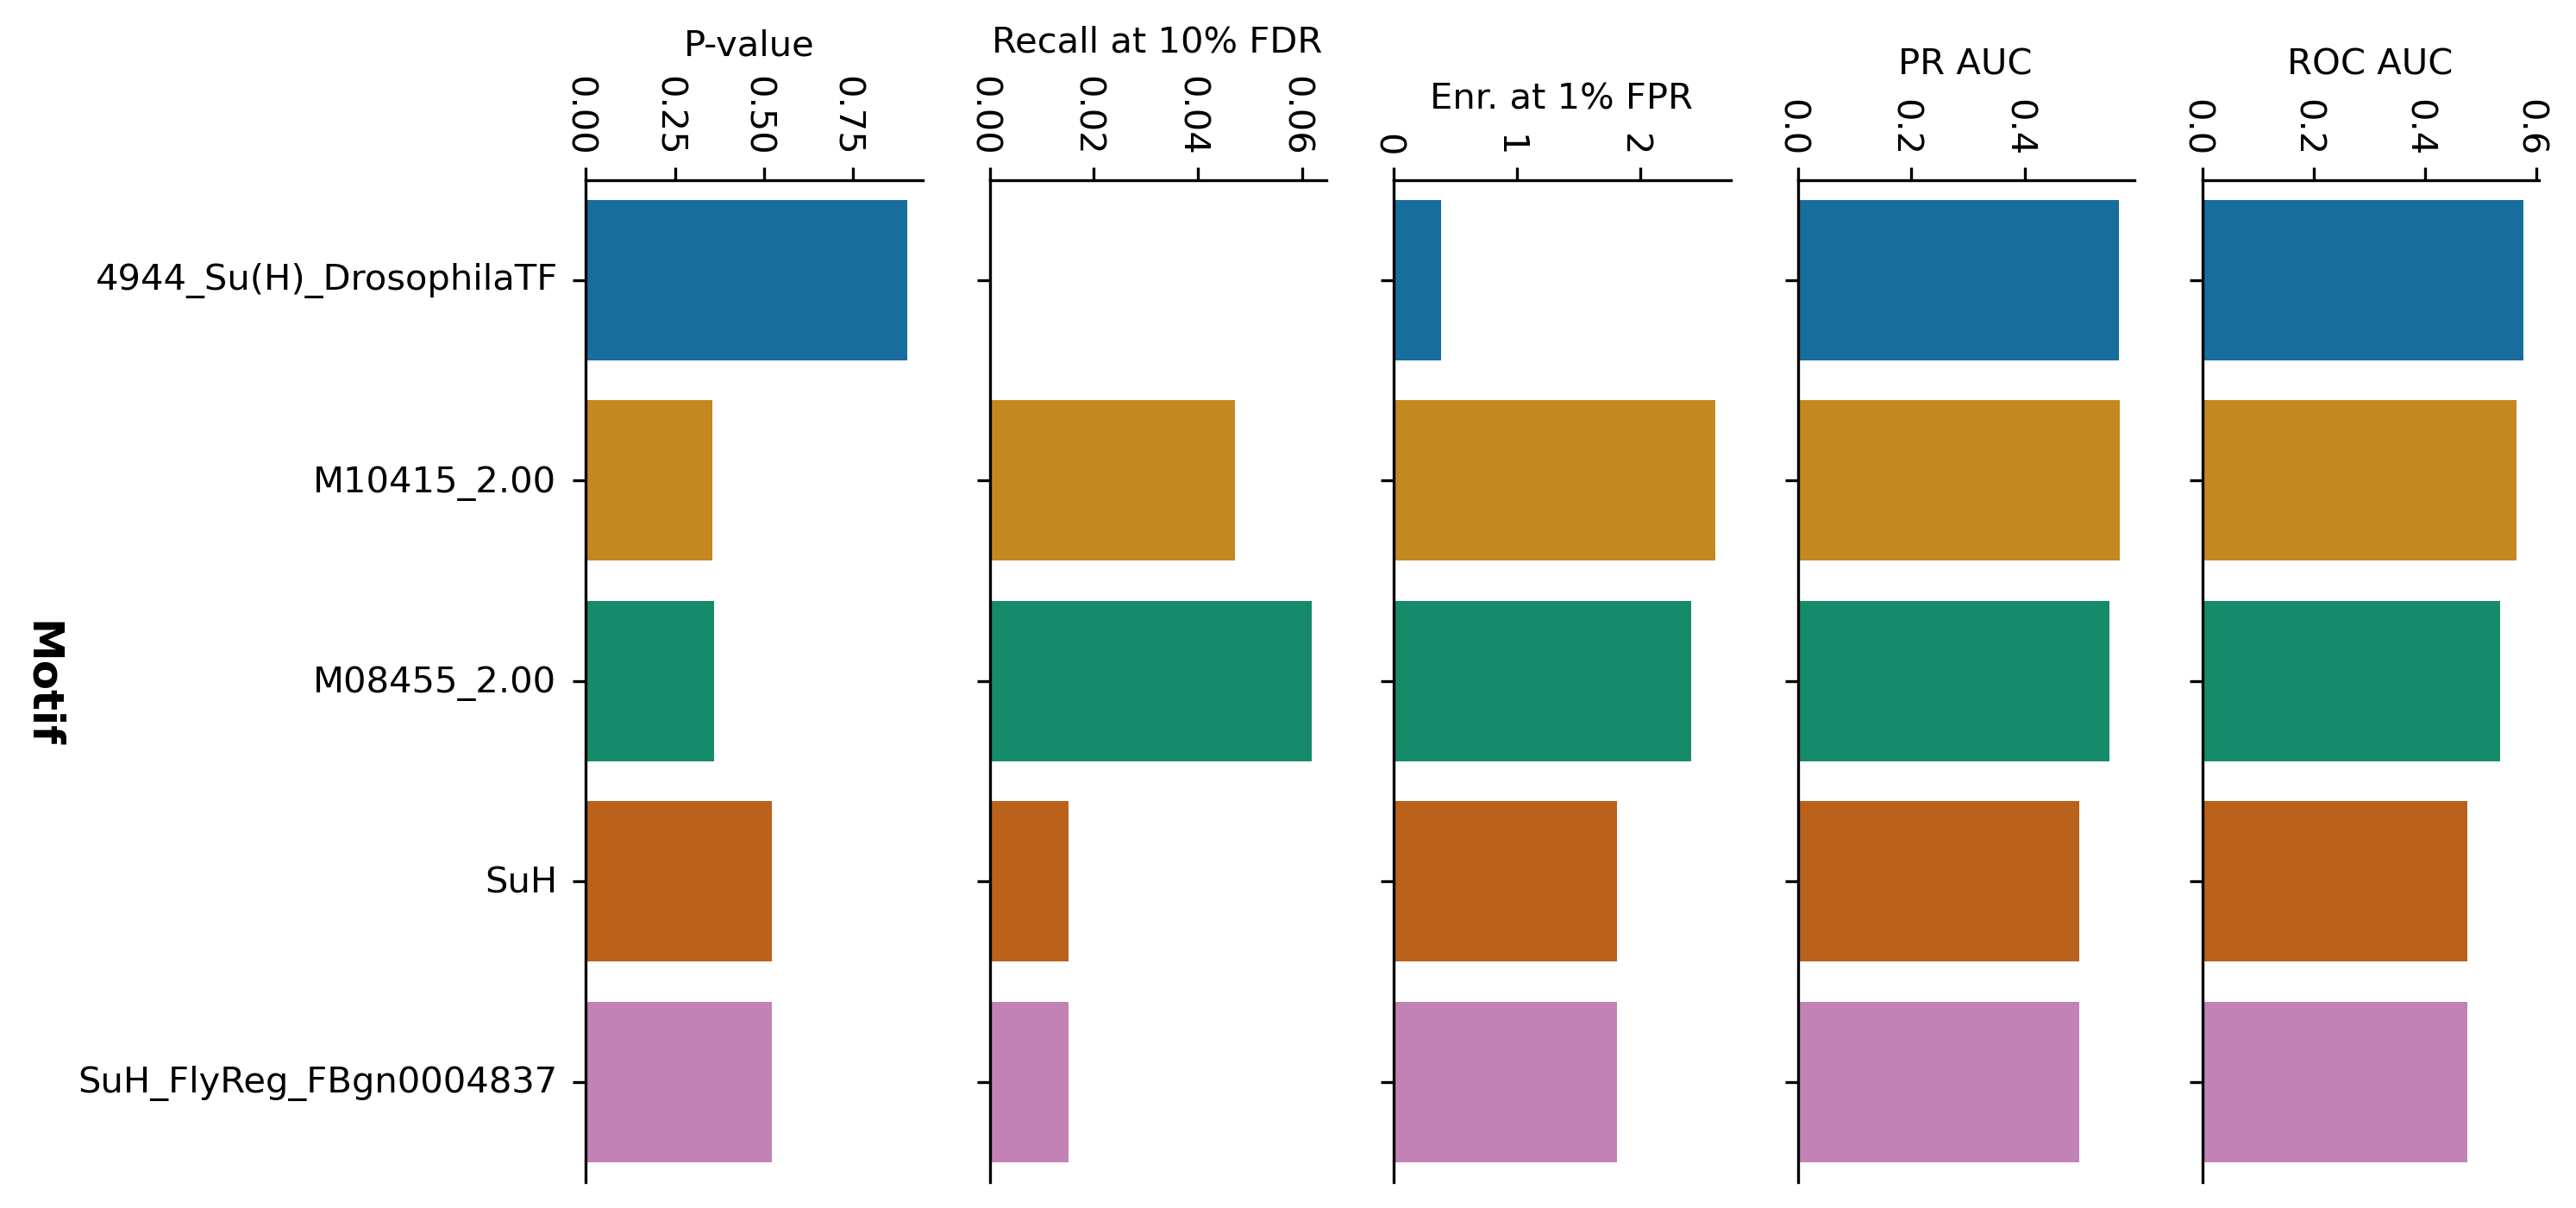 P-value
0.00 0.25 0.50 0.75
Recall at 10% FDR
0.00 0.02 0.04 0.06
Enr. at 1% FPR
0 1 2
PR AUC
0.0 0.2 0.4
ROC AUC
0.0 0.2 0.4 0.6
Motif
4944_Su(H)_DrosophilaTF
M10415_2.00
M08455_2.00
SuH
SuH_FlyReg_FBgn0004837